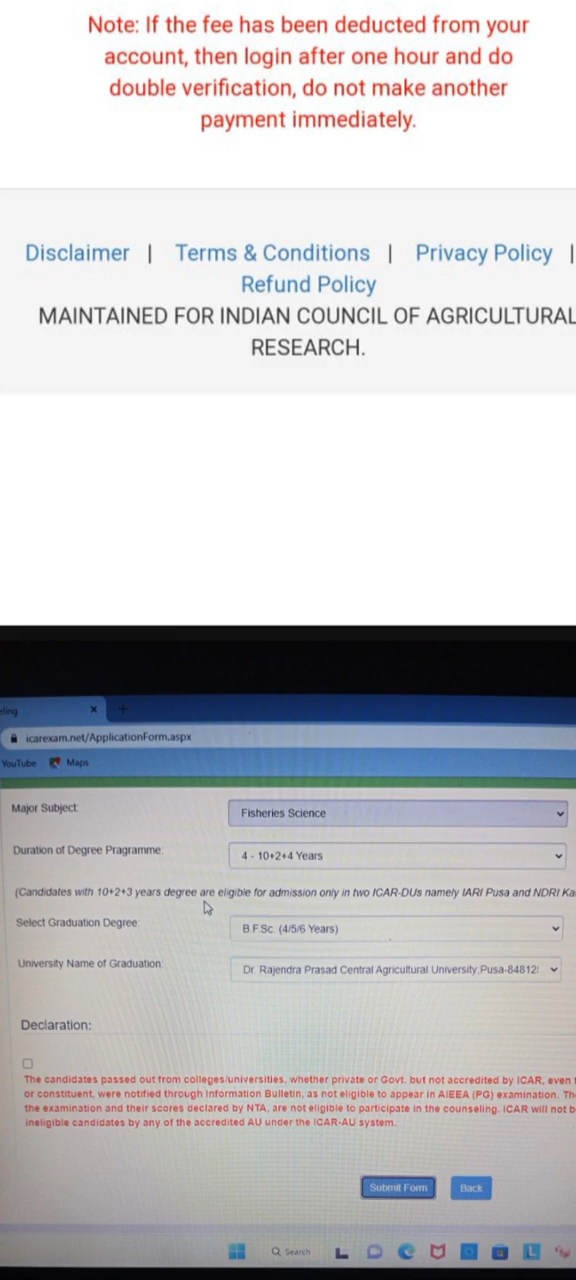 Note: If the fee has been deducted from your
account, then login after one hour and do
double verification, do not make another
payment immediately.
Disclaimer | Terms & Conditions | Privacy Policy |
Refund Policy
MAINTAINED FOR INDIAN COUNCIL OF AGRICULTURAL
RESEARCH.
eling × +
icarexam.net/ApplicationForm.aspx
YouTube Maps
Major Subject: Fisheries Science
Duration of Degree Pragramme: 4 - 10+2+4 Years
(Candidates with 10+2+3 years degree are eligible for admission only in two ICAR-DUs namely IARI Pusa and NDRI Ka
Select Graduation Degree: B.F.Sc. (4/5/6 Years)
University Name of Graduation: Dr. Rajendra Prasad Central Agricultural University,Pusa-84812
Declaration:
The candidates passed out from colleges/universities, whether private or Govt. but not accredited by ICAR, even
or constituent, were notified through Information Bulletin, as not eligible to appear in AIEEA (PG) examination. Th
the examination and their scores declared by NTA, are not eligible to participate in the counseling. ICAR will not b
ineligible candidates by any of the accredited AU under the ICAR-AU system.
Submit Form Back
Search